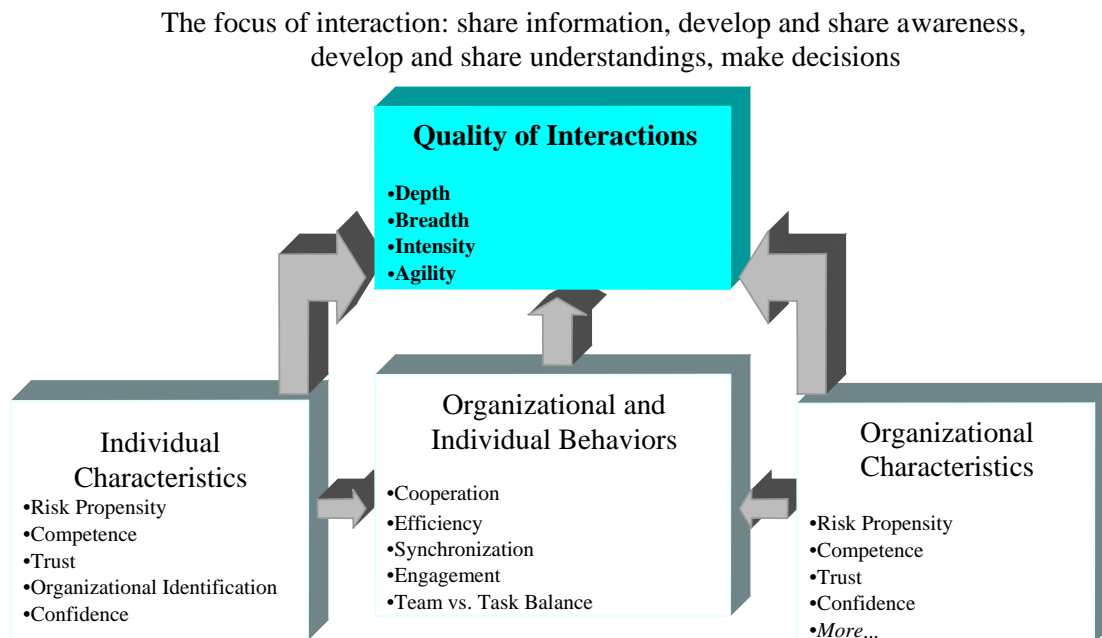 The focus of interaction: share information, develop and share awareness,
develop and share understandings, make decisions
Quality of Interactions
•Depth
•Breadth
•Intensity
•Agility
Individual
Characteristics
•Risk Propensity
•Competence
•Trust
•Organizational Identification
•Confidence
Organizational and
Individual Behaviors
•Cooperation
•Efficiency
•Synchronization
•Engagement
•Team vs. Task Balance
Organizational
Characteristics
•Risk Propensity
•Competence
•Trust
•Confidence
•More...